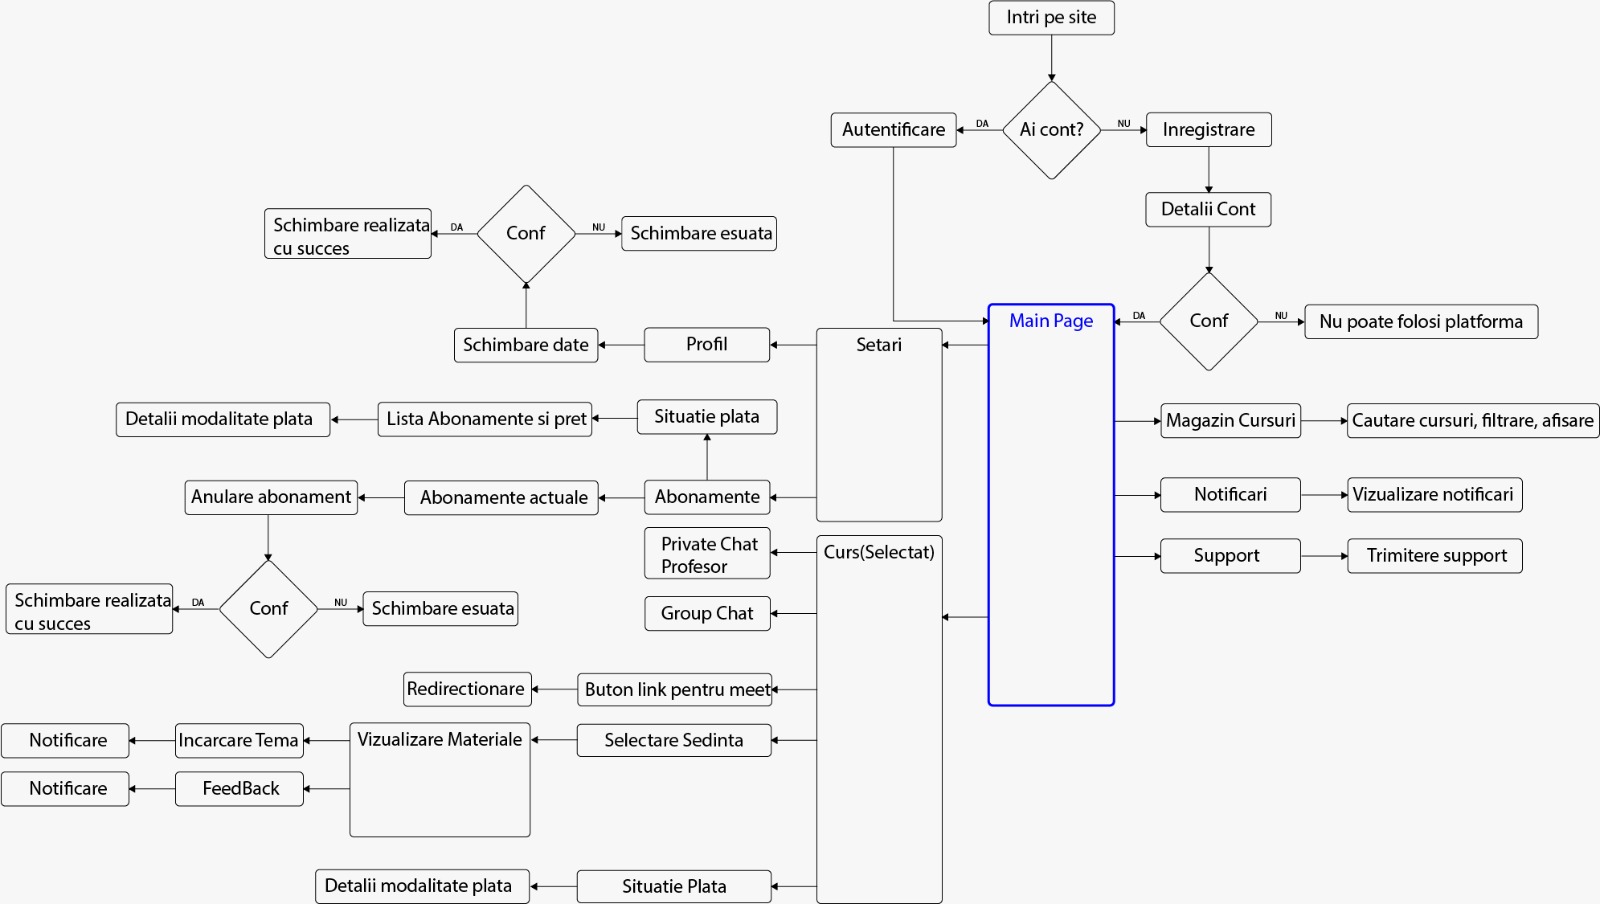 Intri pe site
Autentificare
DA
Ai cont?
NU
Inregistrare
Detalii Cont
Schimbare realizata
cu succes
DA
Conf
NU
Schimbare esuata
Main Page
DA
Conf
NU
Nu poate folosi platforma
Schimbare date
Profil
Setari
Detalii modalitate plata
Lista Abonamente si pret
Situatie plata
Magazin Cursuri
Cautare cursuri, filtrare, afisare
Anulare abonament
Abonamente actuale
Abonamente
Notificari
Vizualizare notificari
Private Chat
Profesor
Curs(Selectat)
Support
Trimitere support
Schimbare realizata
cu succes
DA
Conf
NU
Schimbare esuata
Group Chat
Redirectionare
Buton link pentru meet
Notificare
Incarcare Tema
Vizualizare Materiale
Selectare Sedinta
Notificare
FeedBack
Detalii modalitate plata
Situatie Plata